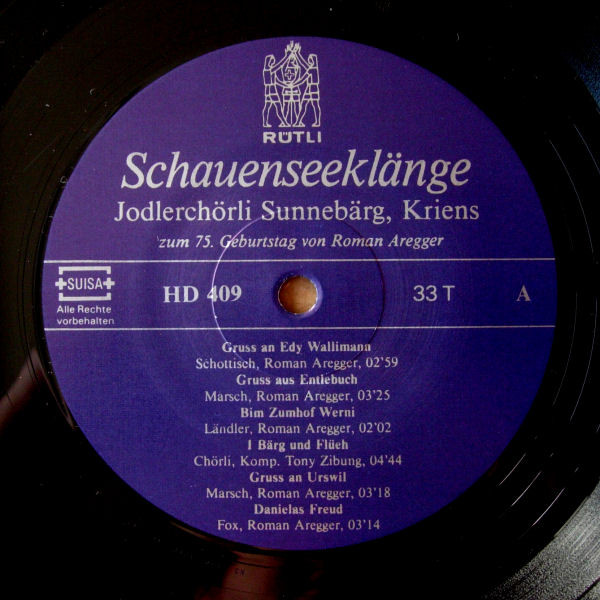 RÜTLI
Schauenseeklänge
Jodlerchörli Sunnebärg, Kriens
zum 75. Geburtstag von Roman Aregger
SUISA
Alle Rechte
vorbehalten
HD 409
33 T
A
Gruss an Edy Wallimann
Schottisch, Roman Aregger, 02'59
Gruss aus Entlebuch
Marsch, Roman Aregger, 03'25
Bim Zumhof Werni
Ländler, Roman Aregger, 02'02
I Bärg und Flüeh
Chörli, Komp. Tony Zibung, 04'44
Gruss an Urswil
Marsch, Roman Aregger, 03'18
Danielas Freud
Fox, Roman Aregger, 03'14